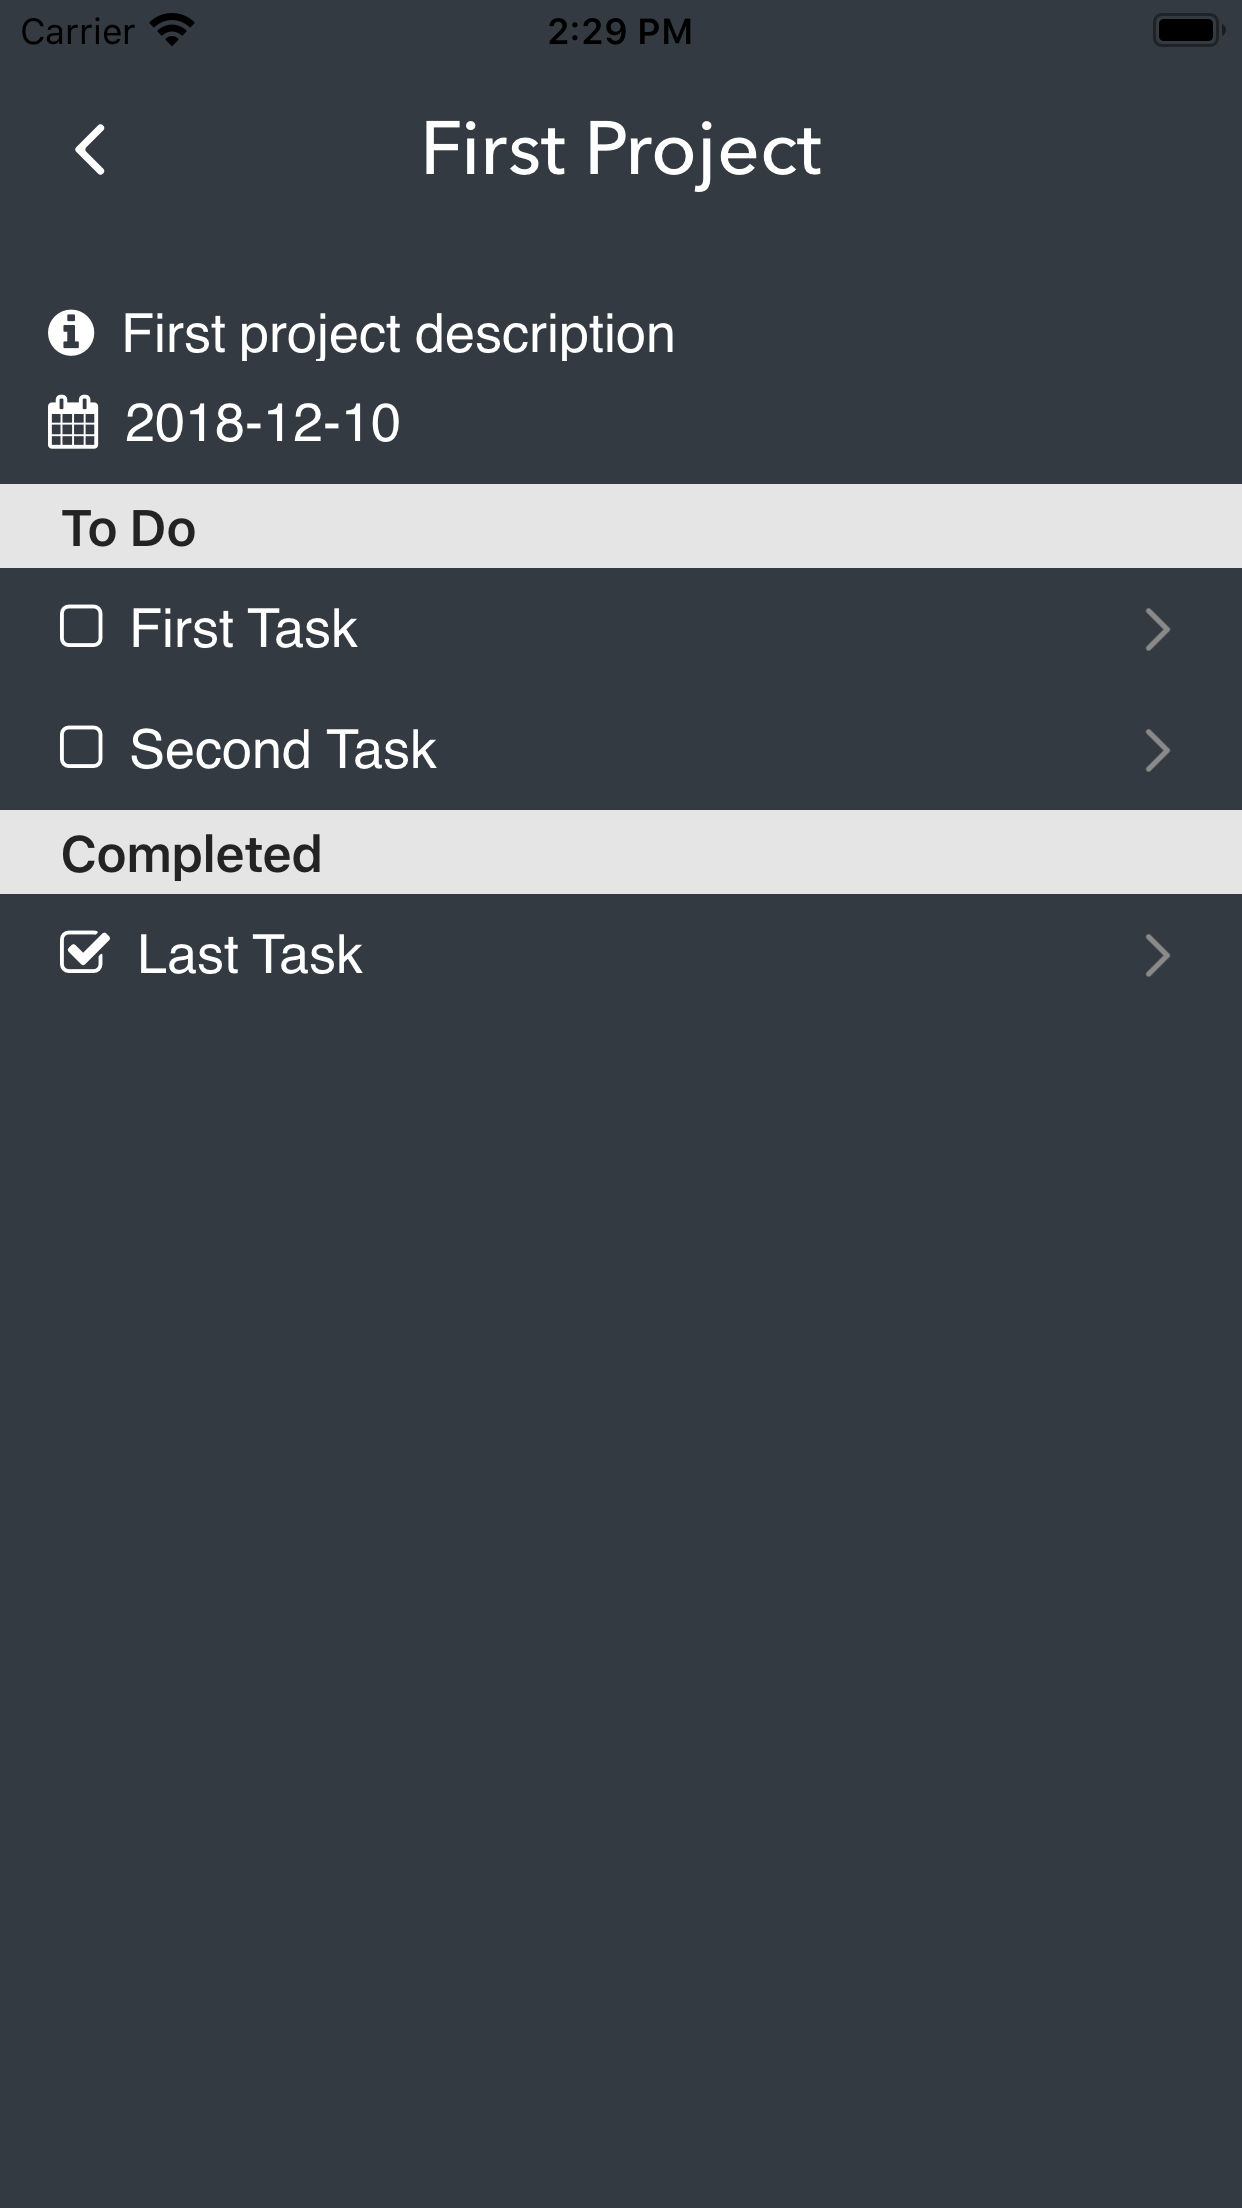 Carrier 2:29 PM
First Project
First project description
2018-12-10
To Do
First Task
Second Task
Completed
Last Task